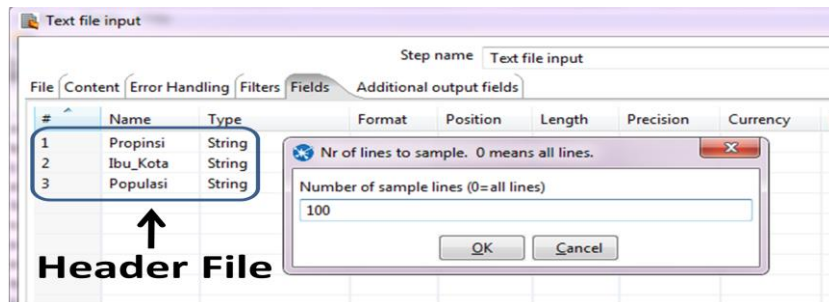 Text file input
Step name Text file input
File Content Error Handling Filters Fields Additional output fields
# Name Type Format Position Length Precision Currency
1 Propinsi String
2 Ibu_Kota String
3 Populasi String
Nr of lines to sample. 0 means all lines.
Number of sample lines (0=all lines)
100
OK Cancel
Header File